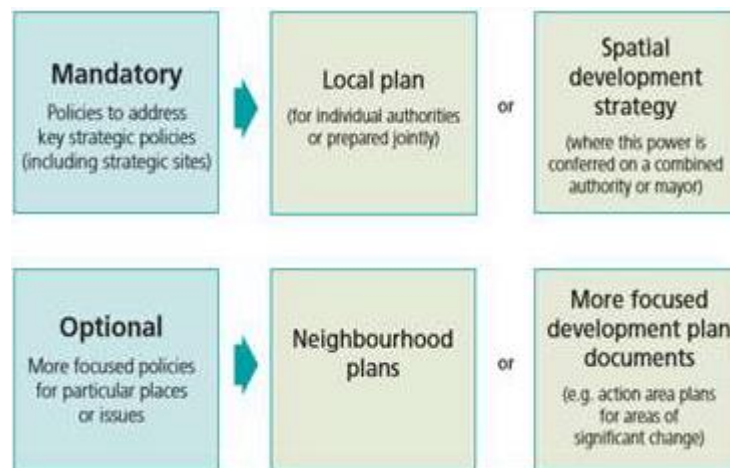 Mandatory
Policies to address
key strategic policies
(including strategic sites)
Local plan
(for individual authorities
or prepared jointly)
or
Spatial
development
strategy
(where this power is
conferred on a combined
authority or mayor)
Optional
More focused policies
for particular places
or issues
Neighbourhood
plans
or
More focused
development plan
documents
(e.g. action area plans
for areas of
significant change)